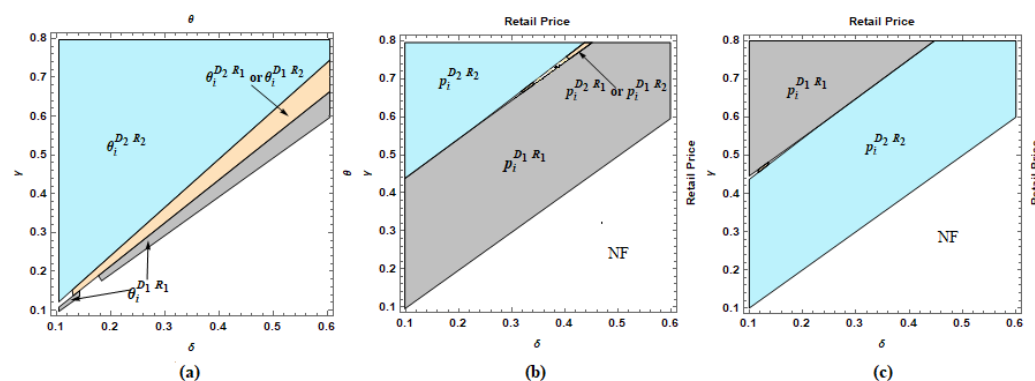 θ
0.8
0.7
0.6
0.5
0.4
0.3
0.2
0.1
γ
θ
θ_i^{D_2 R_1} or θ_i^{D_1 R_2}
θ_i^{D_2 R_2}
θ_i^{D_1 R_1}
0.1 0.2 0.3 0.4 0.5 0.6
δ
(a)
Retail Price
0.8
0.7
0.6
0.5
0.4
0.3
0.2
0.1
γ
Retail Price
p_i^{D_2 R_2}
p_i^{D_2 R_1} or p_i^{D_1 R_2}
p_i^{D_1 R_1}
NF
0.1 0.2 0.3 0.4 0.5 0.6
δ
(b)
Retail Price
0.8
0.7
0.6
0.5
0.4
0.3
0.2
0.1
γ
Retail Price
p_i^{D_1 R_1}
p_i^{D_2 R_2}
NF
0.1 0.2 0.3 0.4 0.5 0.6
δ
(c)